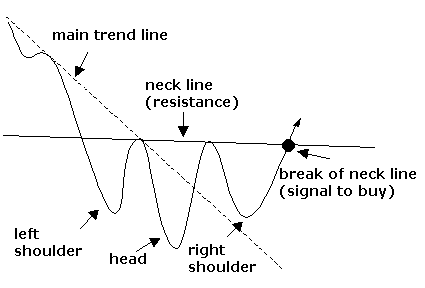 main trend line
neck line
(resistance)
break of neck line
(signal to buy)
left
shoulder
head
right
shoulder